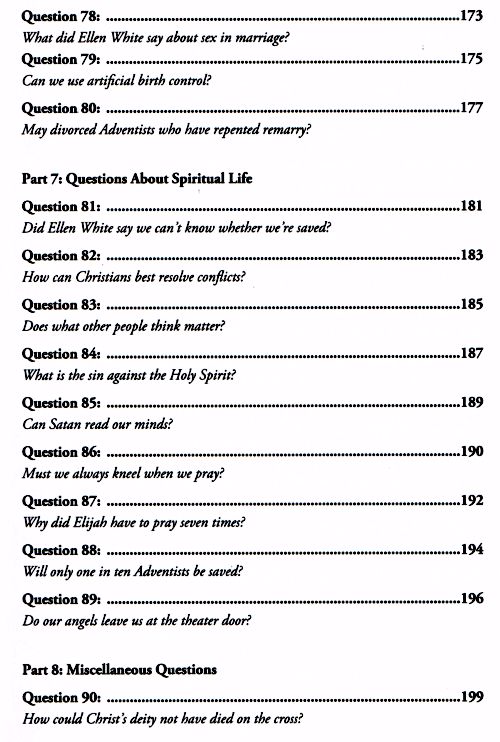 Question 78: ........................................................................................173
What did Ellen White say about sex in marriage?
Question 79: ........................................................................................175
Can we use artificial birth control?
Question 80: ........................................................................................177
May divorced Adventists who have repented remarry?
Part 7: Questions About Spiritual Life
Question 81: ........................................................................................181
Did Ellen White say we can't know whether we're saved?
Question 82: ........................................................................................183
How can Christians best resolve conflicts?
Question 83: ........................................................................................185
Does what other people think matter?
Question 84: ........................................................................................187
What is the sin against the Holy Spirit?
Question 85: ........................................................................................189
Can Satan read our minds?
Question 86: ........................................................................................190
Must we always kneel when we pray?
Question 87: ........................................................................................192
Why did Elijah have to pray seven times?
Question 88: ........................................................................................194
Will only one in ten Adventists be saved?
Question 89: ........................................................................................196
Do our angels leave us at the theater door?
Part 8: Miscellaneous Questions
Question 90: ........................................................................................199
How could Christ's deity not have died on the cross?